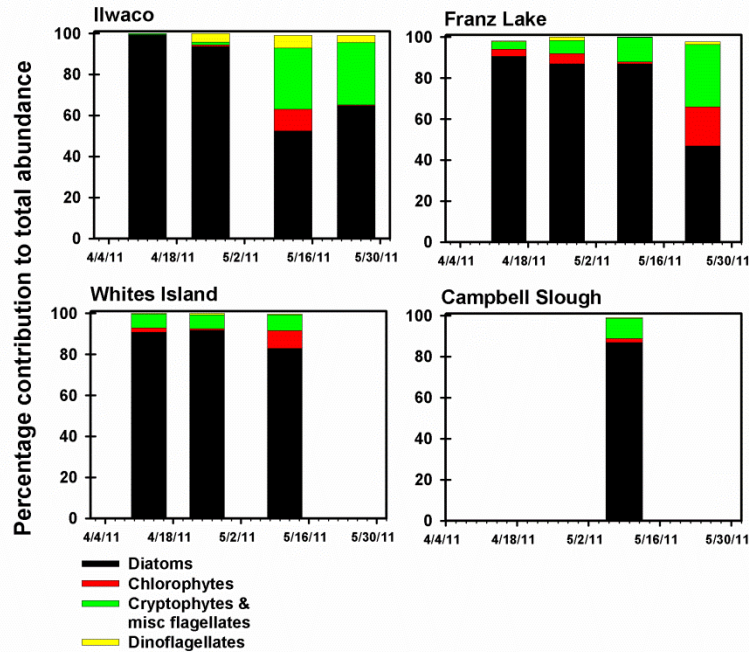 Percentage contribution to total abundance
Ilwaco
100
80
60
40
20
0
4/4/11 4/18/11 5/2/11 5/16/11 5/30/11
Franz Lake
100
80
60
40
20
0
4/4/11 4/18/11 5/2/11 5/16/11 5/30/11
Whites Island
100
80
60
40
20
0
4/4/11 4/18/11 5/2/11 5/16/11 5/30/11
Campbell Slough
100
80
60
40
20
0
4/4/11 4/18/11 5/2/11 5/16/11 5/30/11
Diatoms
Chlorophytes
Cryptophytes &
misc flagellates
Dinoflagellates